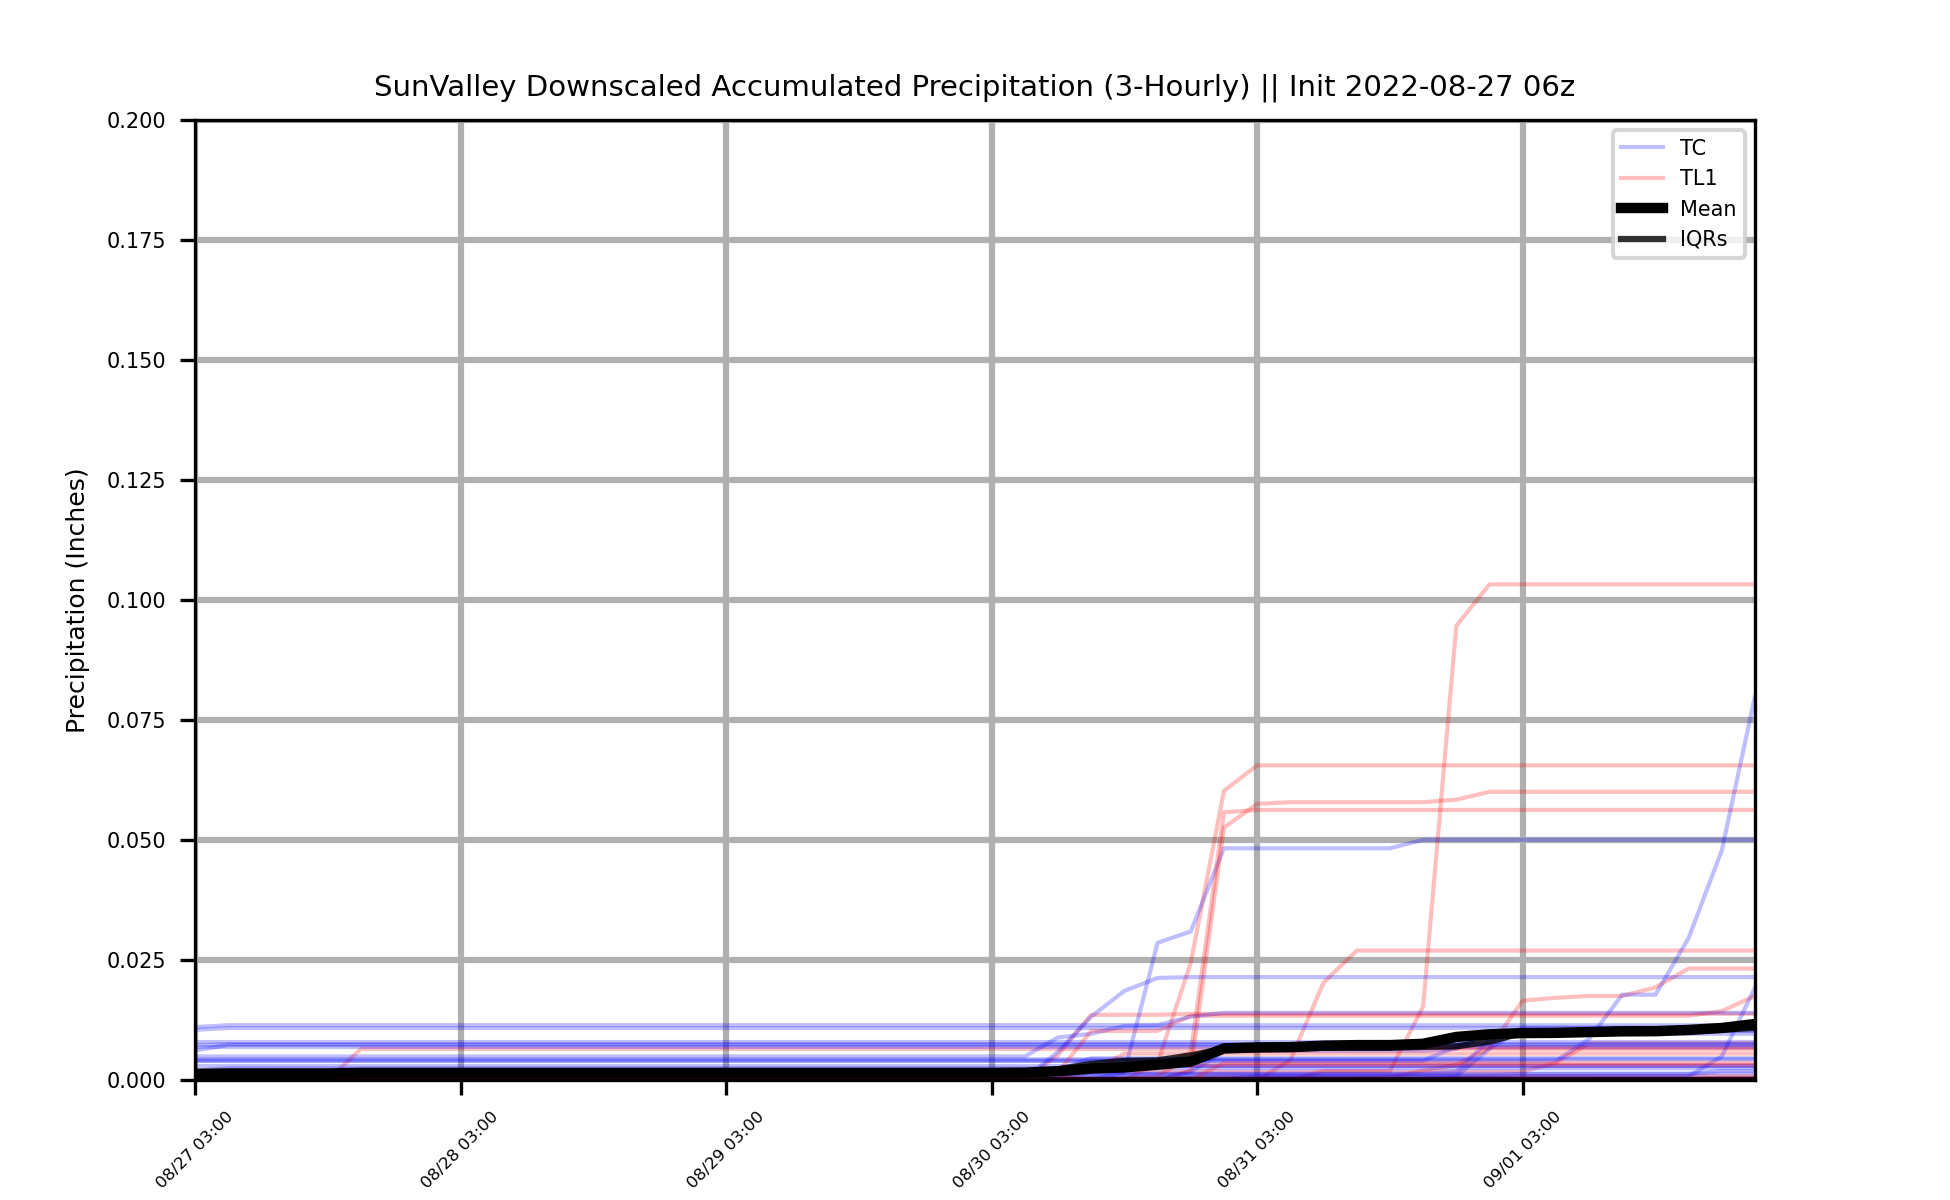 SunValley Downscaled Accumulated Precipitation (3-Hourly) || Init 2022-08-27 06z
Precipitation (Inches)
0.200
0.175
0.150
0.125
0.100
0.075
0.050
0.025
0.000
TC
TL1
Mean
IQRs
08/27 03:00
08/28 03:00
08/29 03:00
08/30 03:00
08/31 03:00
09/01 03:00